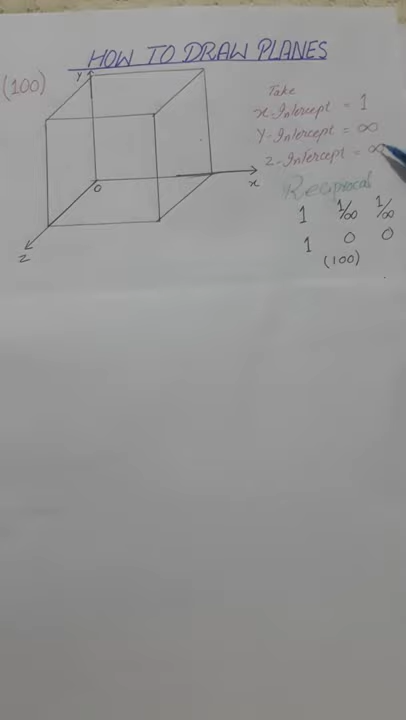 HOW TO DRAW PLANES
(100)
Y
Take
x-Intercept = 1
Y-Intercept = ∞
Z-Intercept = ∞
O
x
Z
Reciprocal
1 1/∞ 1/∞
1 0 0
(100)